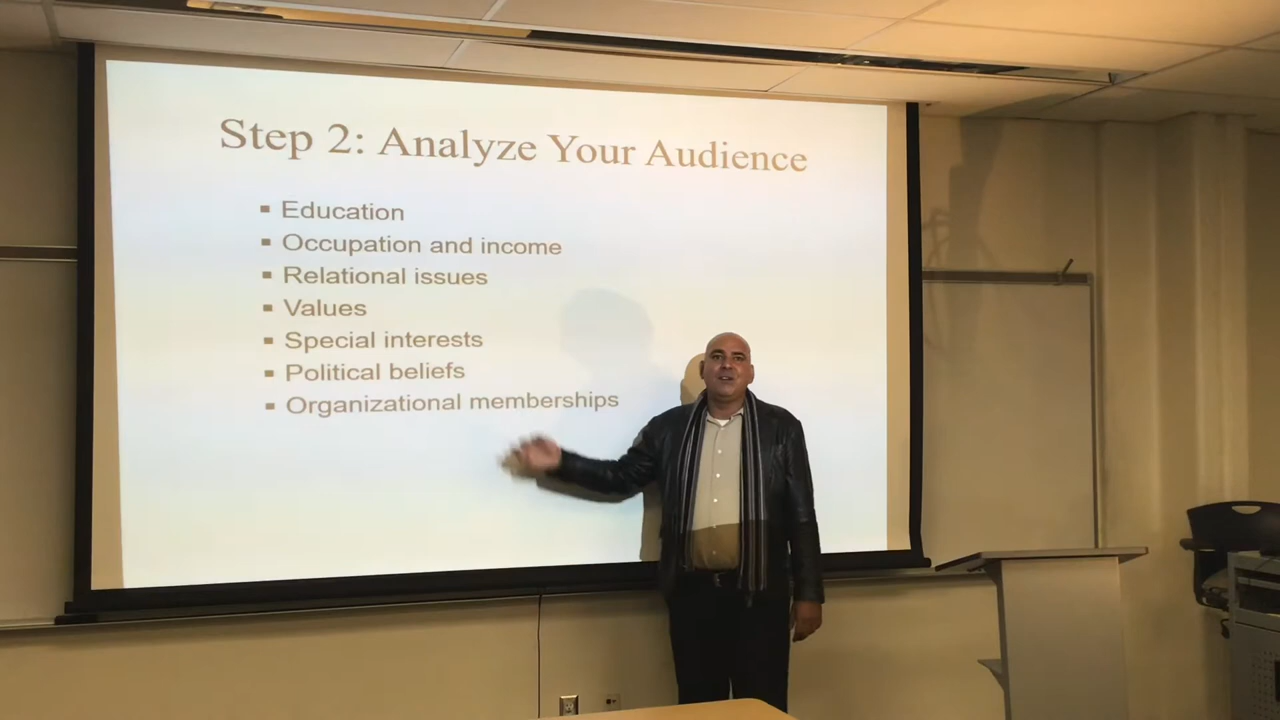 Step 2: Analyze Your Audience
▪ Education
▪ Occupation and income
▪ Relational issues
▪ Values
▪ Special interests
▪ Political beliefs
▪ Organizational memberships